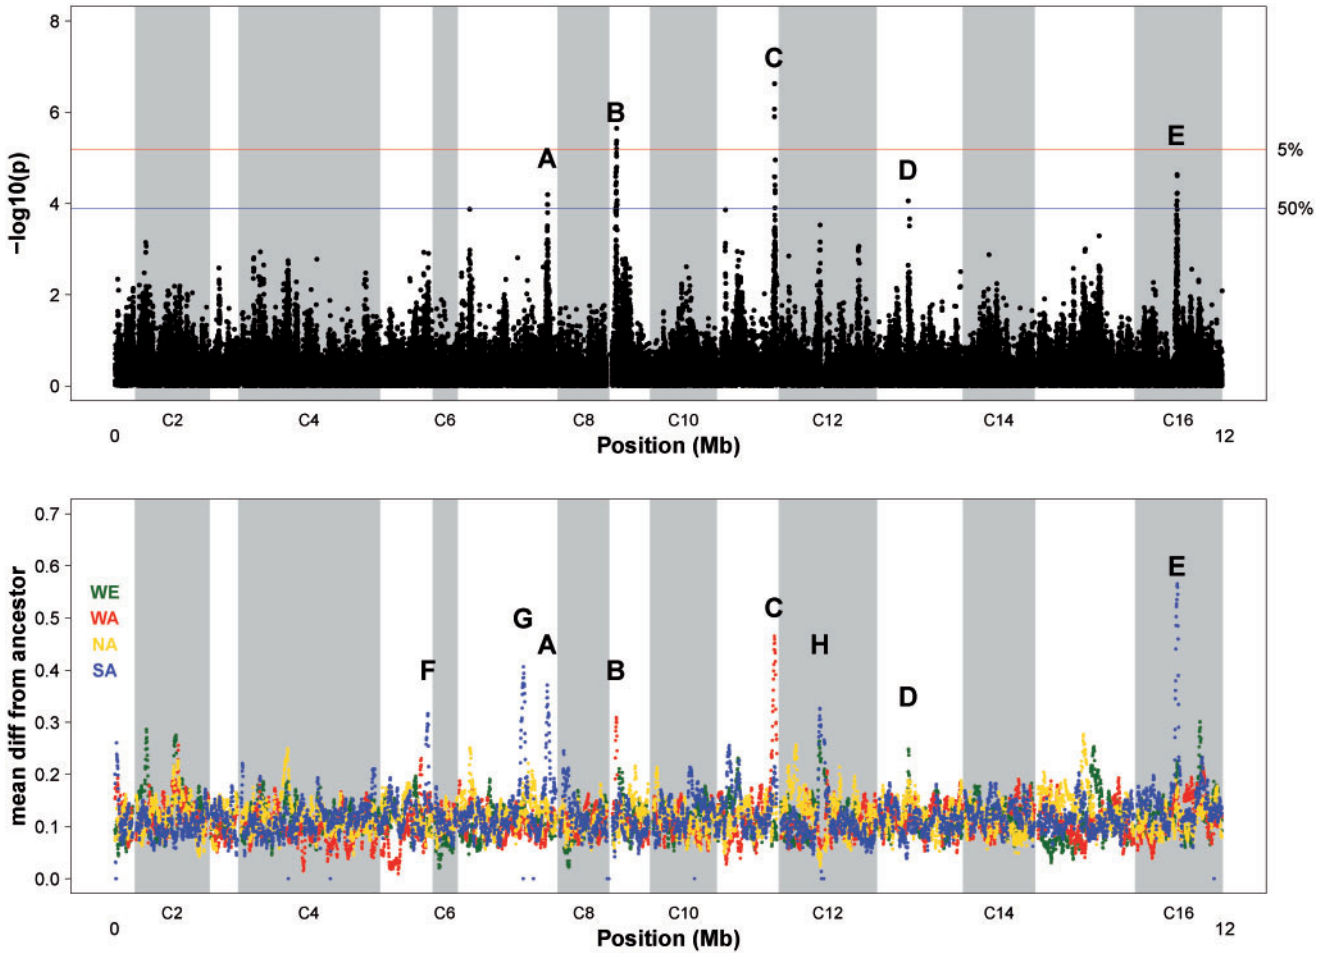 8
C
6
B
E
5%
A
D
4
50%
−log10(p)
2
0
C2 C4 C6 C8 C10 C12 C14 C16
0 Position (Mb) 12
0.7
0.6
E
WE
C
0.5
G
WA
NA
A
H
0.4
SA
F
B
D
mean diff from ancestor
0.3
0.2
0.1
0.0
C2 C4 C6 C8 C10 C12 C14 C16
0 Position (Mb) 12